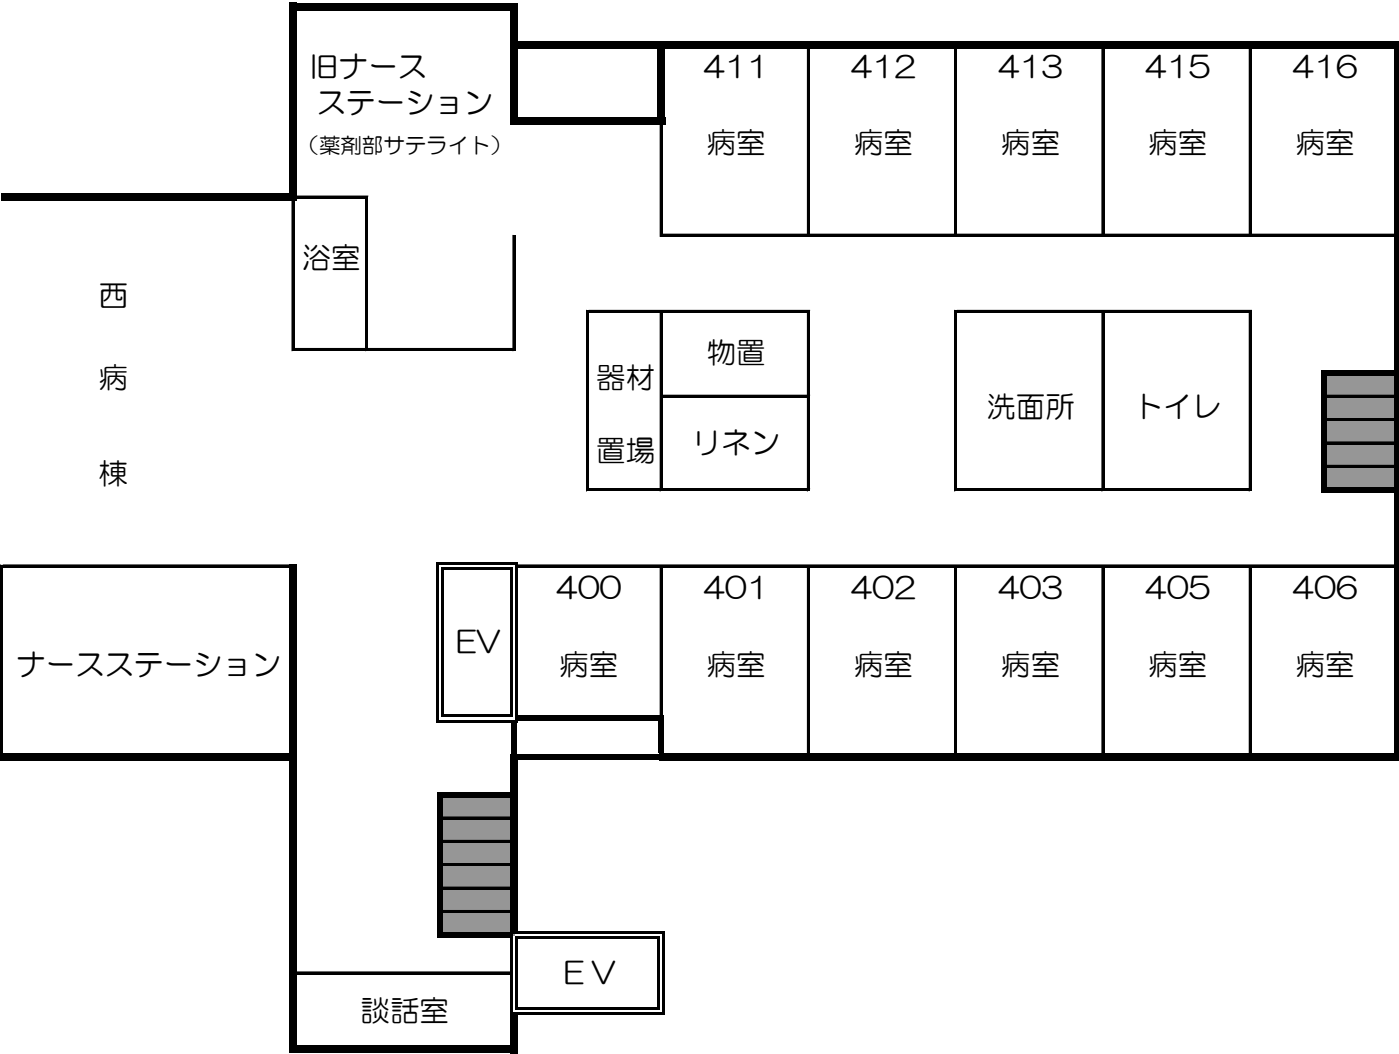 旧ナース
ステーション
（薬剤部サテライト）
411
病室
412
病室
413
病室
415
病室
416
病室
浴室
西
病
棟
器材
置場
物置
リネン
洗面所
トイレ
ナースステーション
EV
400
病室
401
病室
402
病室
403
病室
405
病室
406
病室
EV
談話室